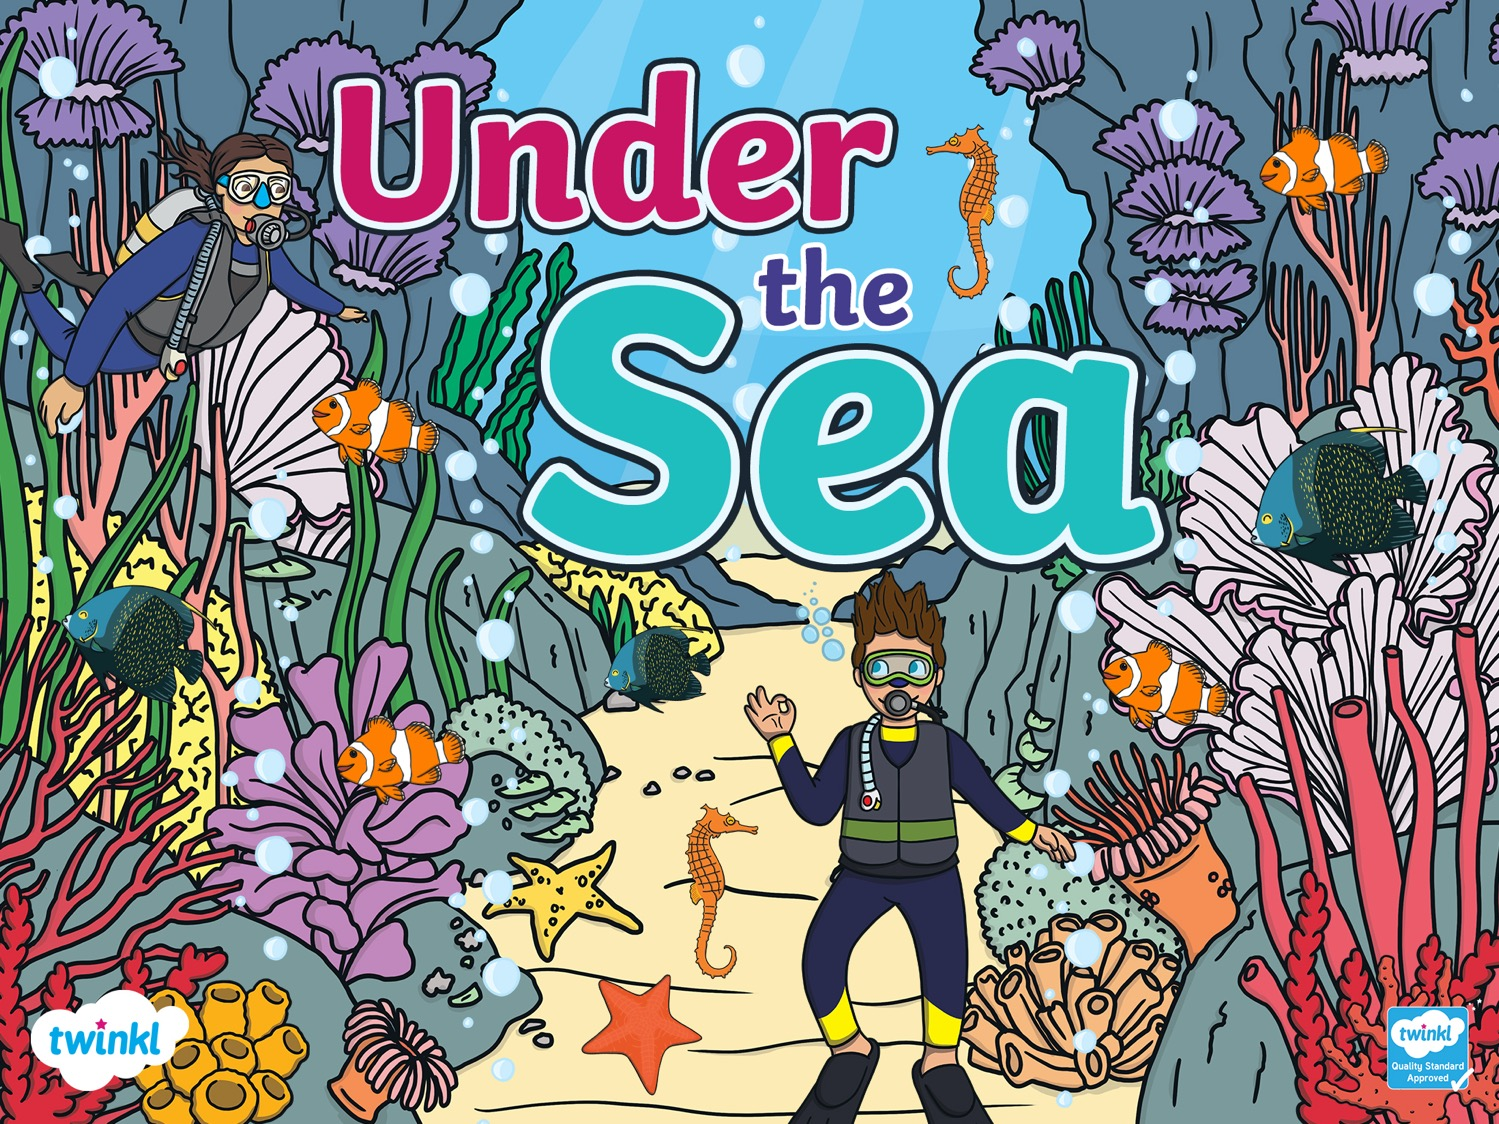 Under
the
Sea
twinkl
twinkl
Quality Standard
Approved